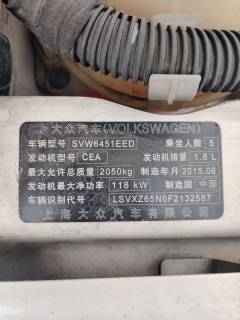 大众汽车(VOLKSWAGEN)
车辆型号 SVW6451EED 乘坐人数 5
发动机型号 CEA 发动机排量 1.8 L
最大允许总质量 2050kg 制造年月 2015.06
发动机最大净功率 118 kW 制造国 中国
车辆识别代号 LSVXZ65N6F2132587
上海大众汽车有限公司